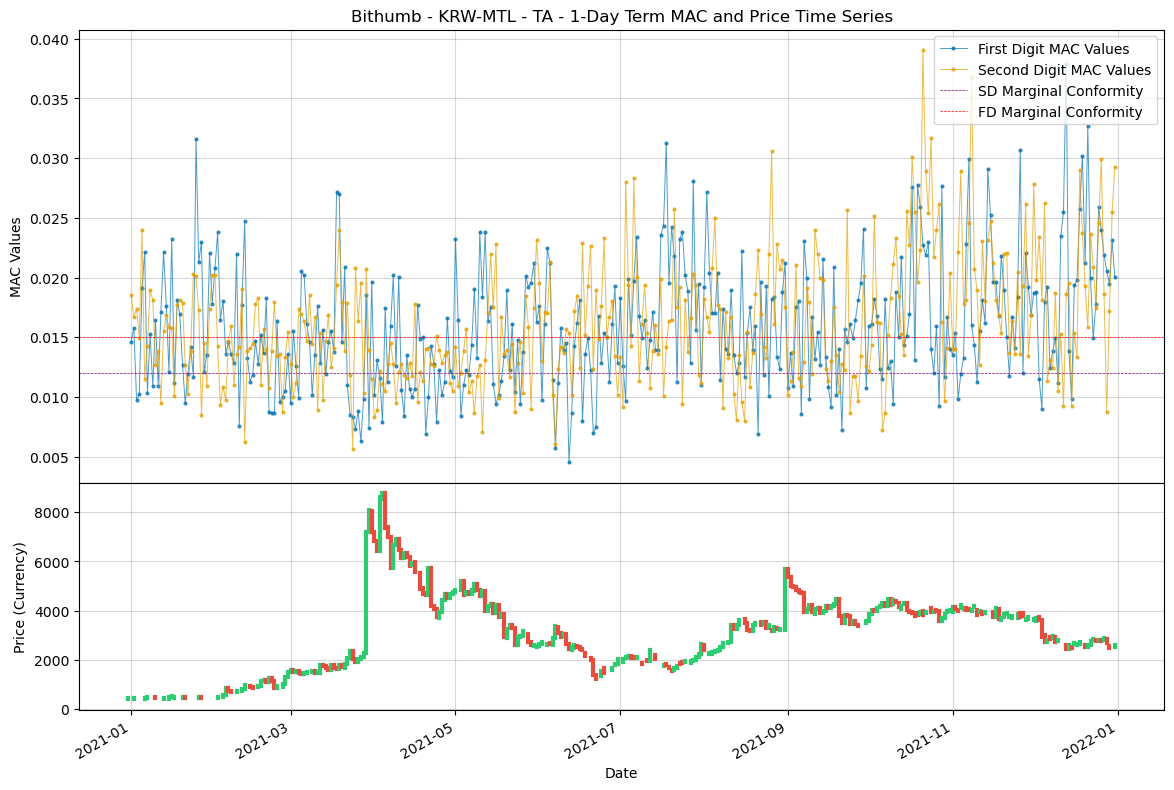 Bithumb - KRW-MTL - TA - 1-Day Term MAC and Price Time Series
First Digit MAC Values
Second Digit MAC Values
SD Marginal Conformity
FD Marginal Conformity
MAC Values
0.040
0.035
0.030
0.025
0.020
0.015
0.010
0.005
Price (Currency)
8000
6000
4000
2000
0
2021-01
2021-03
2021-05
2021-07
2021-09
2021-11
2022-01
Date